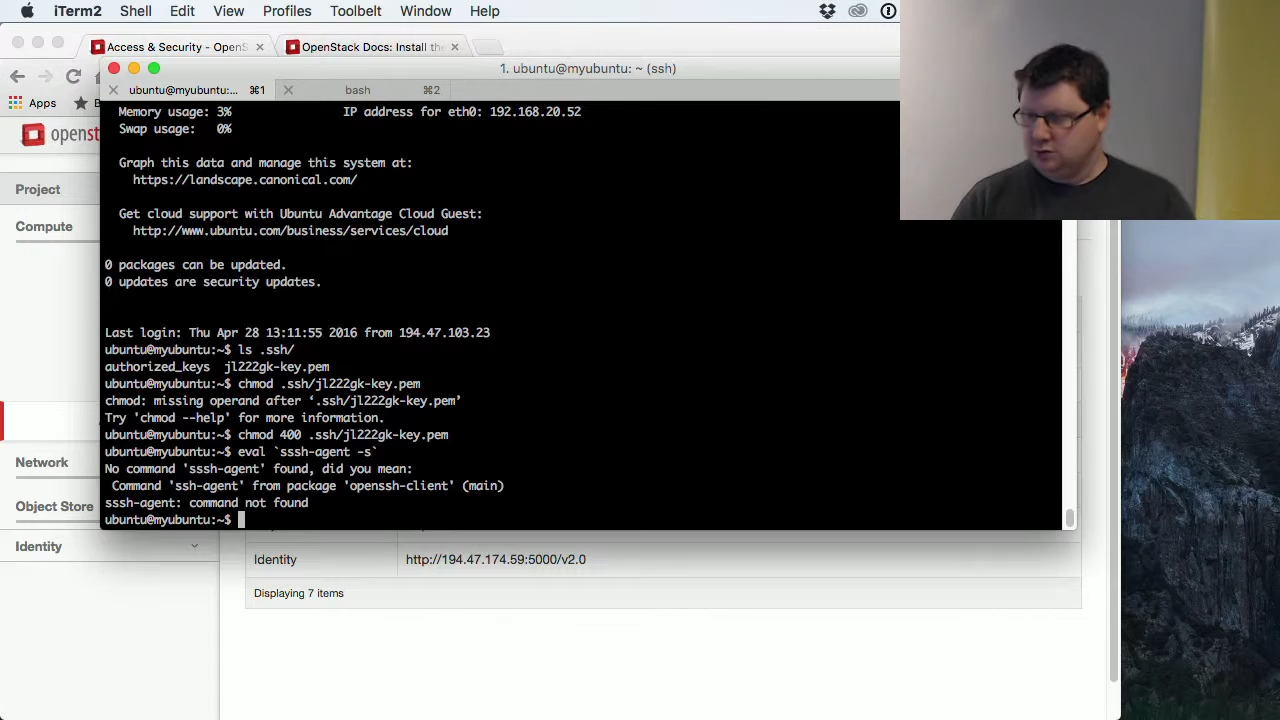 iTerm2 Shell Edit View Profiles Toolbelt Window Help
Access & Security - OpenS
OpenStack Docs: Install the
1. ubuntu@myubuntu: ~ (ssh)
ubuntu@myubuntu:... ⌘1
bash ⌘2
Apps
Memory usage: 3% IP address for eth0: 192.168.20.52
Swap usage: 0%
openst
Graph this data and manage this system at:
https://landscape.canonical.com/
Project
Get cloud support with Ubuntu Advantage Cloud Guest:
Compute
http://www.ubuntu.com/business/services/cloud
0 packages can be updated.
0 updates are security updates.
Last login: Thu Apr 28 13:11:55 2016 from 194.47.103.23
ubuntu@myubuntu:~$ ls .ssh/
authorized_keys jl222gk-key.pem
ubuntu@myubuntu:~$ chmod .ssh/jl222gk-key.pem
chmod: missing operand after ‘.ssh/jl222gk-key.pem’
Try 'chmod --help' for more information.
ubuntu@myubuntu:~$ chmod 400 .ssh/jl222gk-key.pem
ubuntu@myubuntu:~$ eval `sssh-agent -s`
No command 'sssh-agent' found, did you mean:
Command 'ssh-agent' from package 'openssh-client' (main)
sssh-agent: command not found
ubuntu@myubuntu:~$
Network
Object Store
Identity
Identity http://194.47.174.59:5000/v2.0
Displaying 7 items